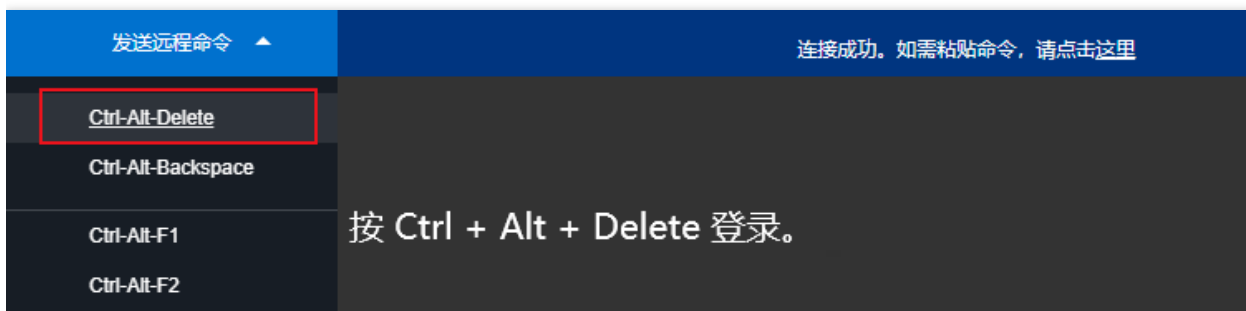 发送远程命令
连接成功。如需粘贴命令，请点击这里
Ctrl-Alt-Delete
Ctrl-Alt-Backspace
Ctrl-Alt-F1
按 Ctrl + Alt + Delete 登录。
Ctrl-Alt-F2